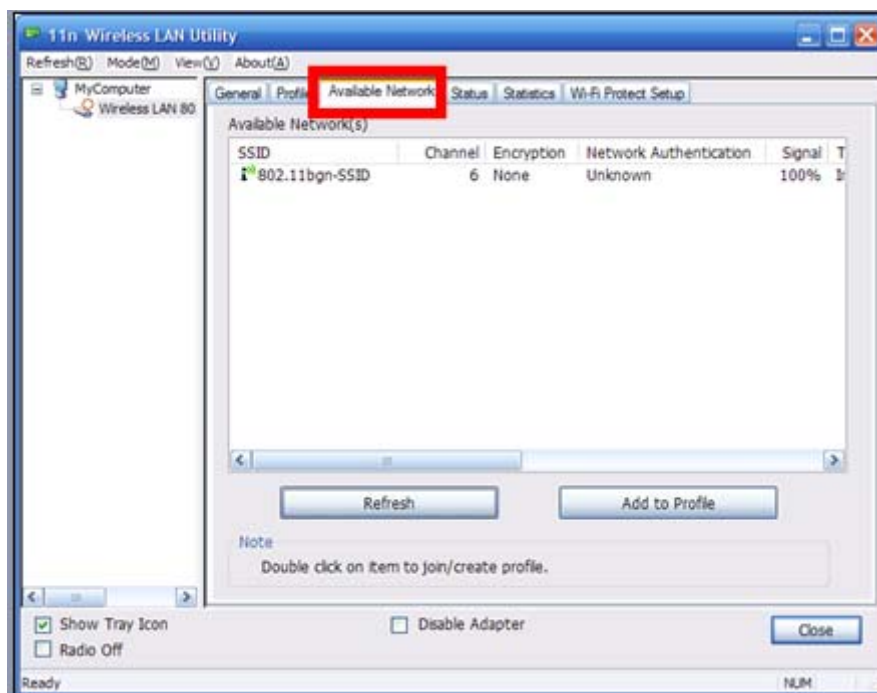 11n Wireless LAN Utility
Refresh(R) Mode(M) View(V) About(A)
MyComputer
Wireless LAN 80
General Profile Available Network Status Statistics Wi-Fi Protect Setup
Available Network(s)
SSID Channel Encryption Network Authentication Signal T
802.11bgn-SSID 6 None Unknown 100% In
Refresh Add to Profile
Note
Double click on item to join/create profile.
Show Tray Icon Disable Adapter Close
Radio Off
Ready NUM